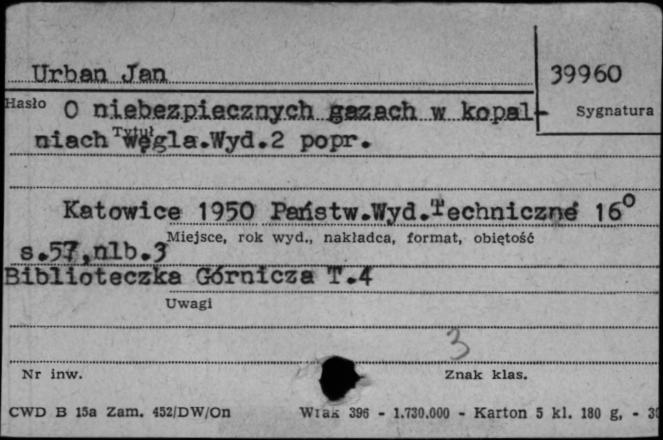 Urban Jan
39960
Hasło
Sygnatura
O niebezpiecznych gazach w kopal-
Tytuł
niach węgla.Wyd.2 popr.
Katowice 1950 Państw.Wyd.Techniczne 16°
Miejsce, rok wyd., nakładca, format, objętość
s.57,nlb.3
Biblioteczka Górnicza T.4
Uwagi
3
Nr inw.
Znak klas.
CWD B 15a Zam. 452/DW/On
396 - 1.730.000 - Karton 5 kl. 180 g, -